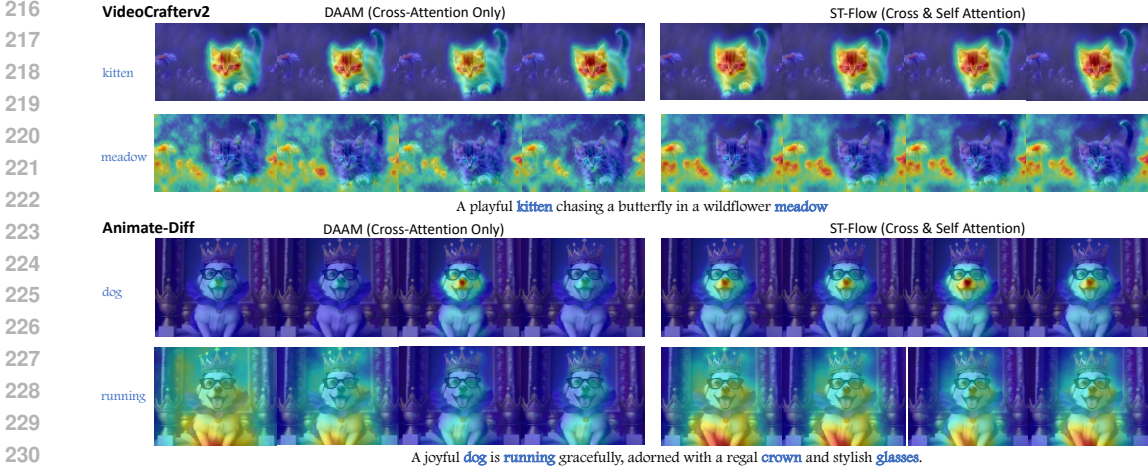 216
VideoCrafterv2
DAAM (Cross-Attention Only)
ST-Flow (Cross & Self Attention)
217
218
kitten
219
220
221
meadow
222
A playful kitten chasing a butterfly in a wildflower meadow
223
Animate-Diff
DAAM (Cross-Attention Only)
ST-Flow (Cross & Self Attention)
224
225
dog
226
227
228
running
229
230
A joyful dog is running gracefully, adorned with a regal crown and stylish glasses.